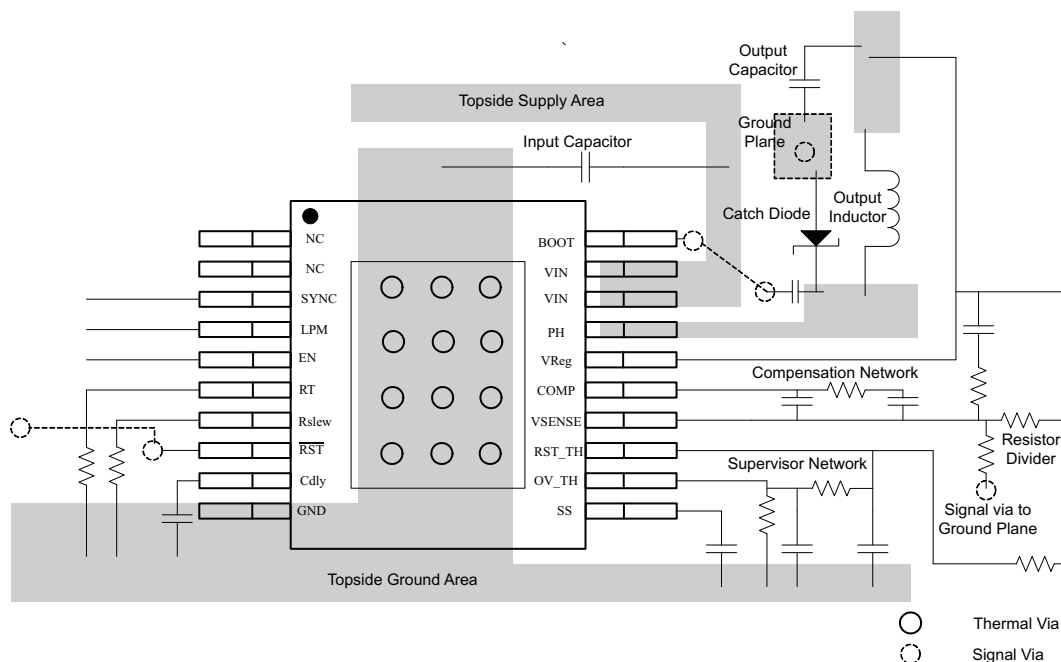 `
Output
Capacitor
Topside Supply Area
Ground
Plane
Input Capacitor
Output
Inductor
Catch Diode
NC
NC
SYNC
LPM
EN
RT
Rslew
RST
Cdly
GND
BOOT
VIN
VIN
PH
VReg
COMP
VSENSE
RST_TH
OV_TH
SS
Compensation Network
Resistor
Divider
Supervisor Network
Signal via to
Ground Plane
Topside Ground Area
Thermal Via
Signal Via